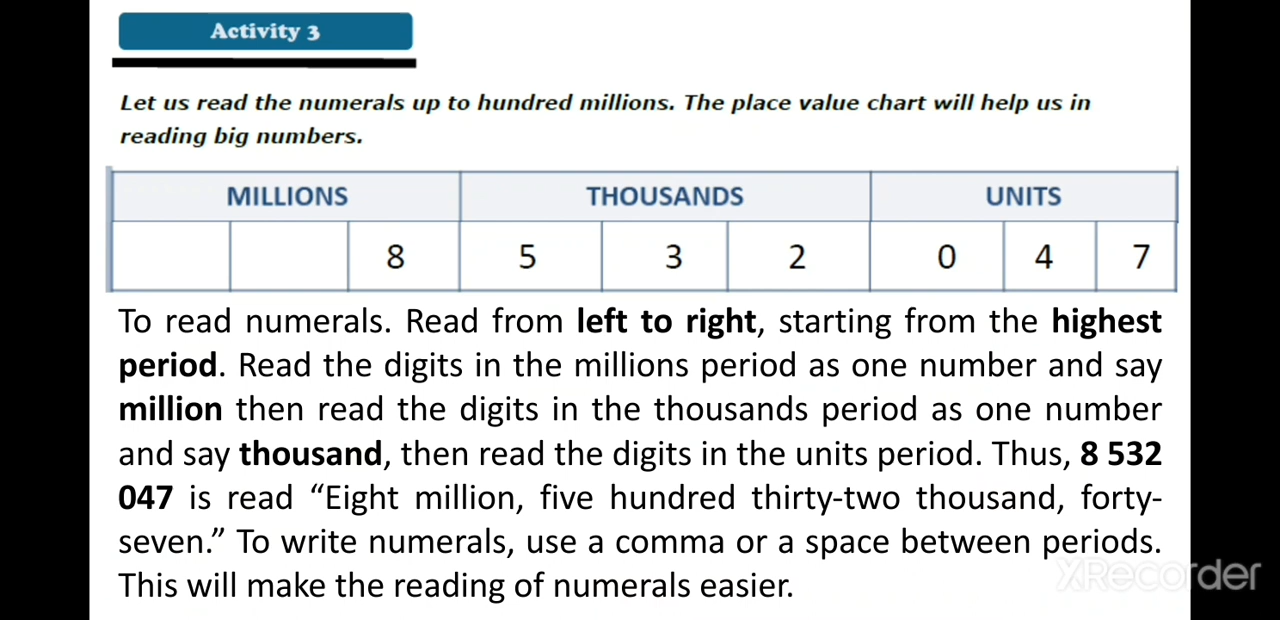 Activity 3
Let us read the numerals up to hundred millions. The place value chart will help us in
reading big numbers.
MILLIONS THOUSANDS UNITS
8 5 3 2 0 4 7
To read numerals. Read from left to right, starting from the highest
period. Read the digits in the millions period as one number and say
million then read the digits in the thousands period as one number
and say thousand, then read the digits in the units period. Thus, 8 532
047 is read “Eight million, five hundred thirty-two thousand, forty-
seven.” To write numerals, use a comma or a space between periods.
This will make the reading of numerals easier.
XRecorder